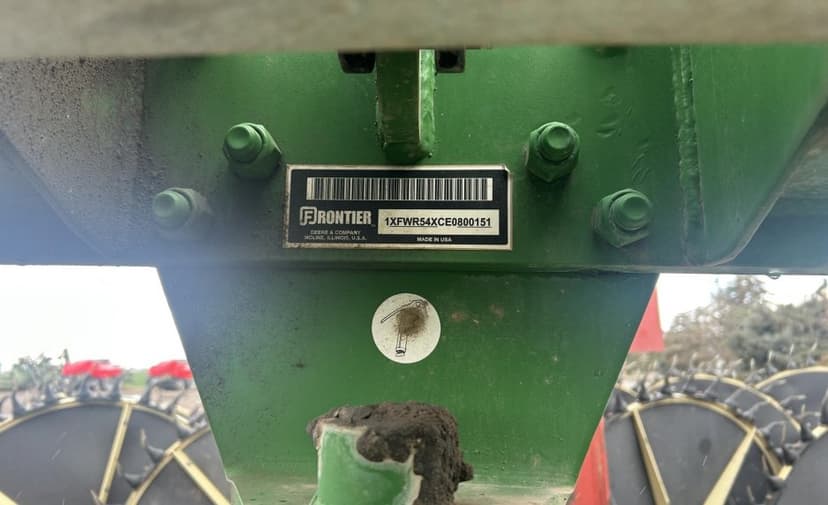 FRONTIER
1XFWR54XCE0800151
DEERE & COMPANY
MOLINE, ILLINOIS, U.S.A.
MADE IN USA